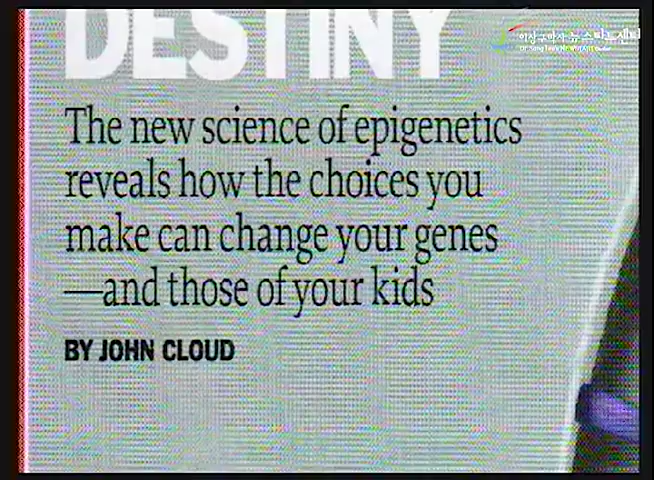 DESTINY
The new science of epigenetics
reveals how the choices you
make can change your genes
—and those of your kids
BY JOHN CLOUD